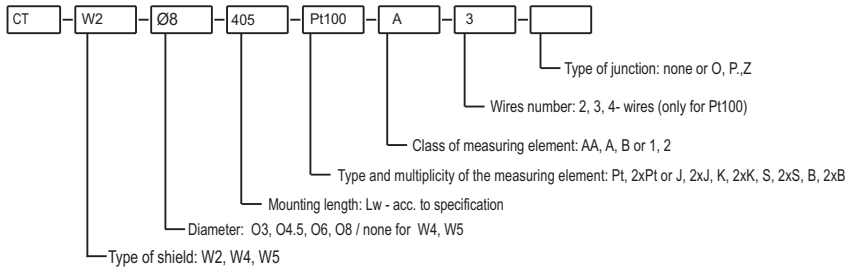 CT - W2 - Ø8 - 405 - Pt100 - A - 3 -
Type of junction: none or O, P.,Z
Wires number: 2, 3, 4- wires (only for Pt100)
Class of measuring element: AA, A, B or 1, 2
Type and multiplicity of the measuring element: Pt, 2xPt or J, 2xJ, K, 2xK, S, 2xS, B, 2xB
Mounting length: Lw - acc. to specification
Diameter: O3, O4.5, O6, O8 / none for W4, W5
Type of shield: W2, W4, W5